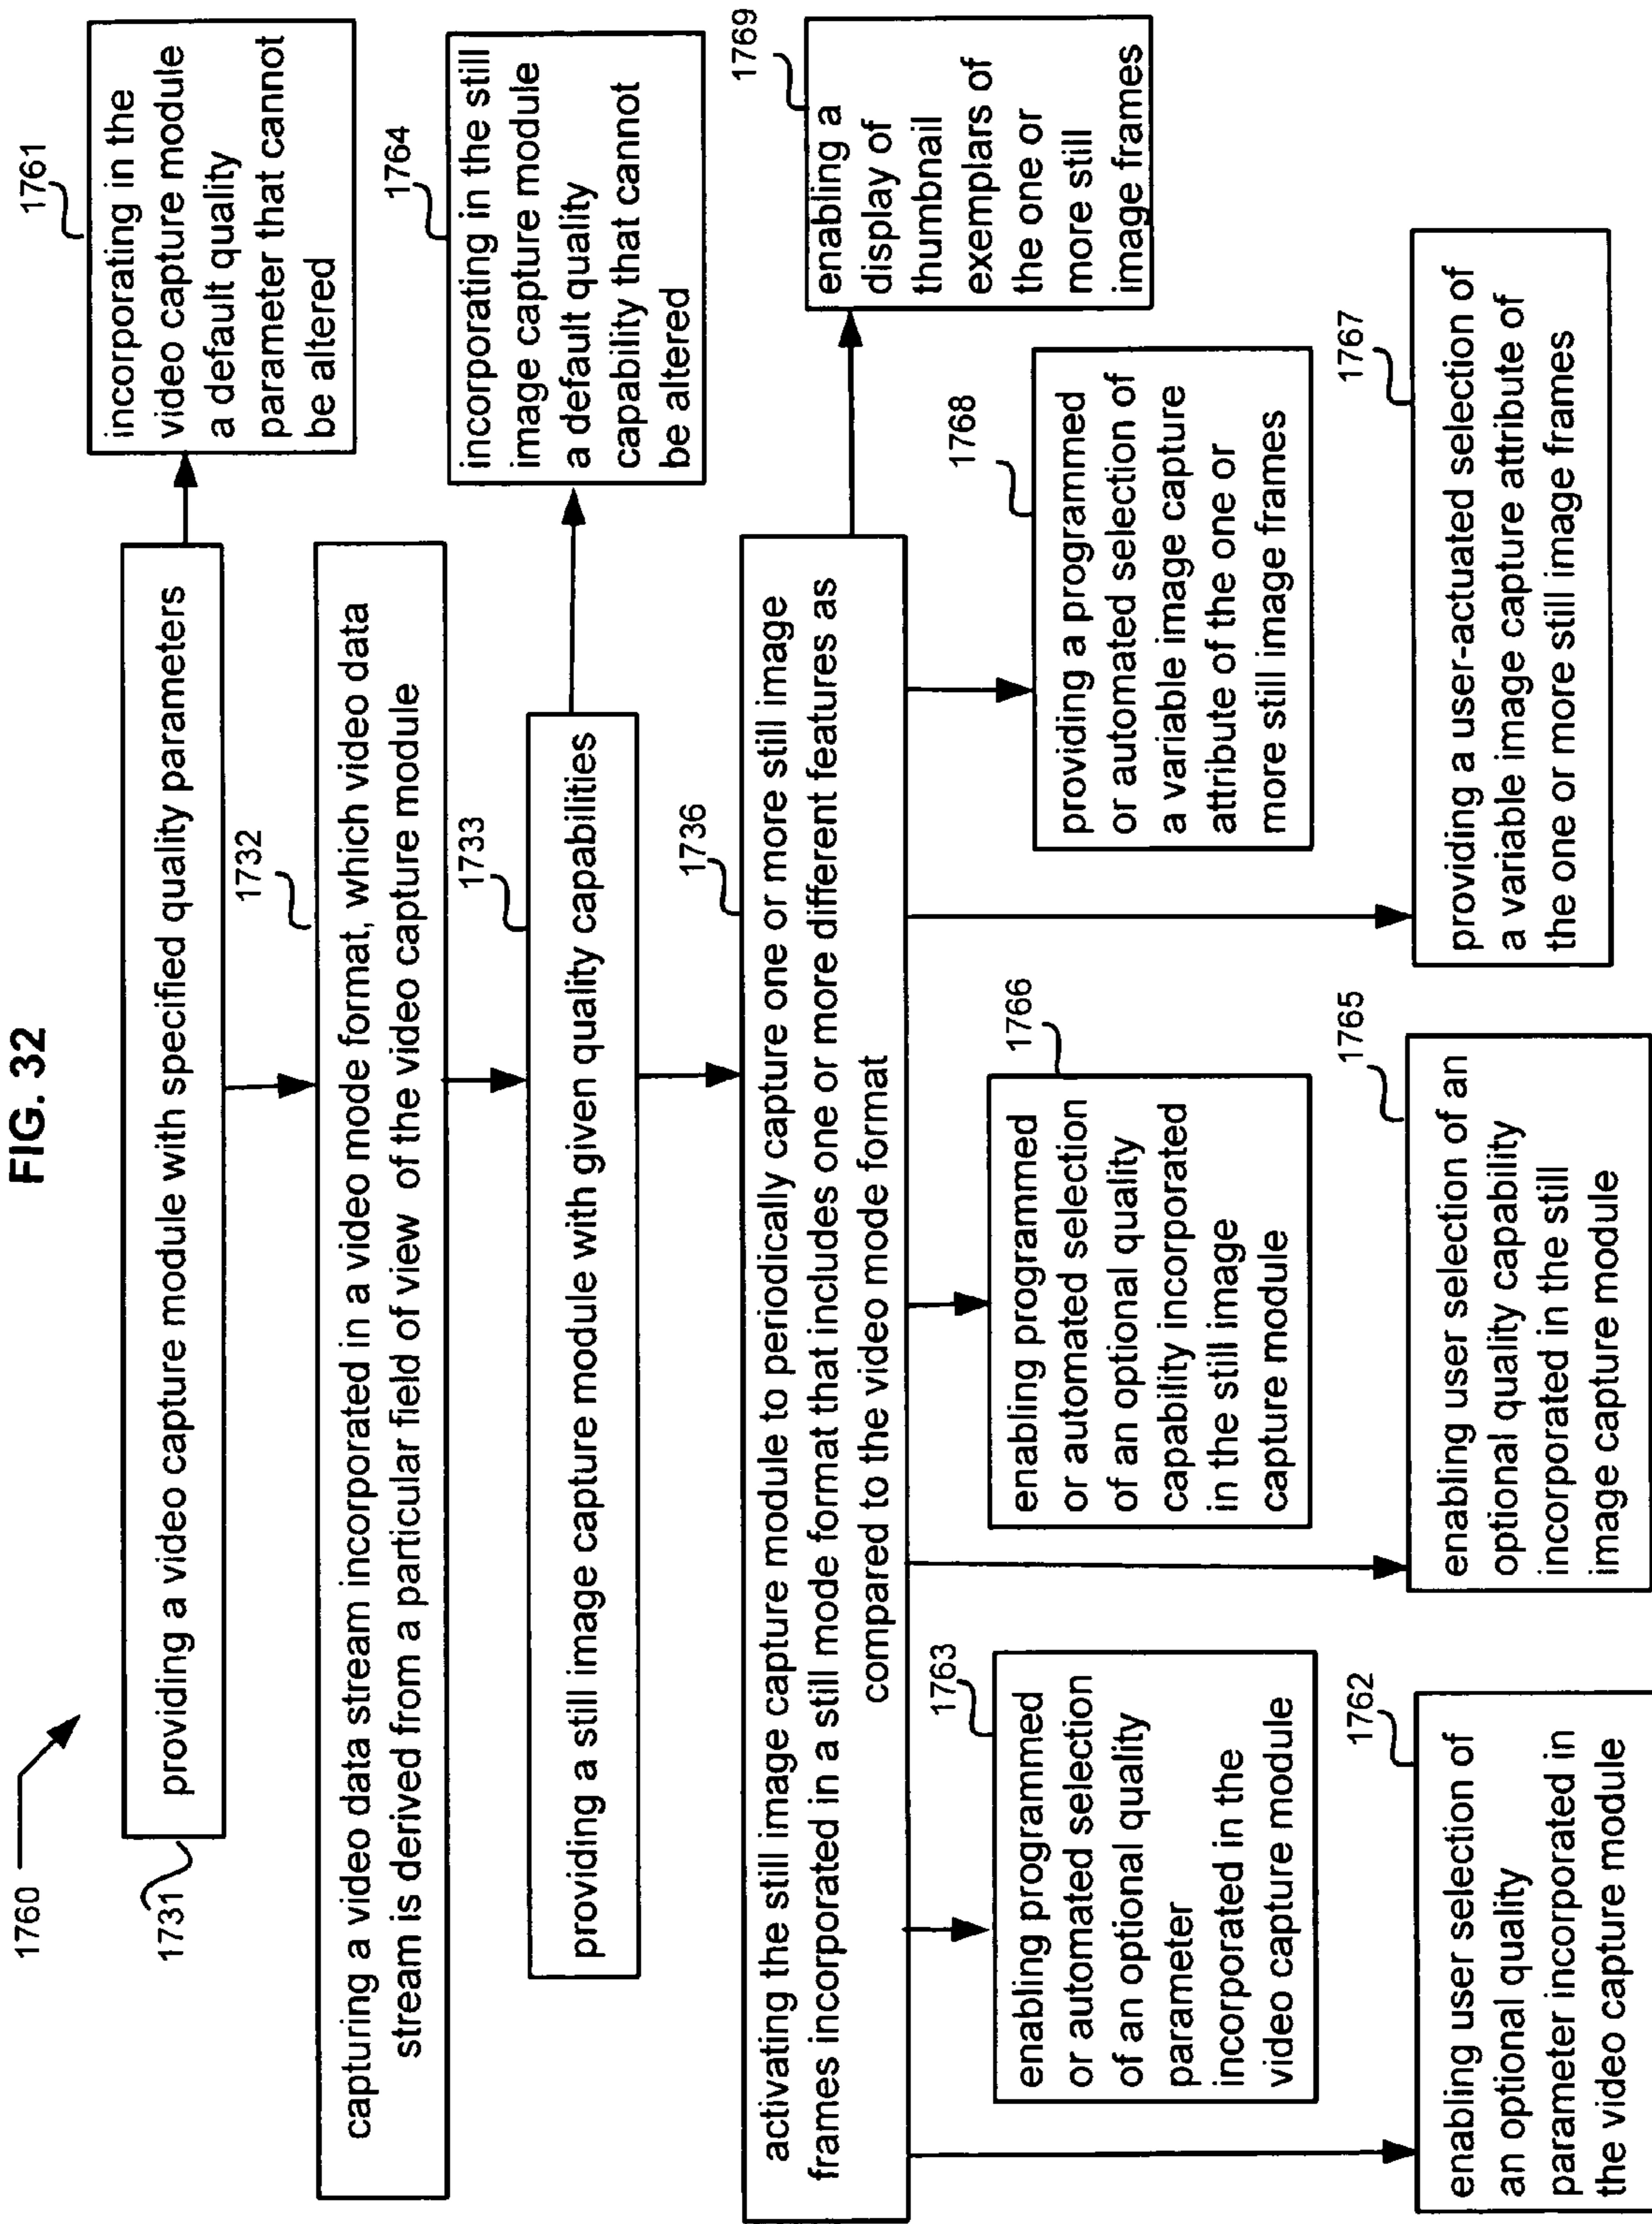 FIG. 32
1760
1731
providing a video capture module with specified quality parameters
1761
incorporating in the
video capture module
a default quality
parameter that cannot
be altered
1732
capturing a video data stream incorporated in a video mode format, which video data
stream is derived from a particular field of view of the video capture module
1733
providing a still image capture module with given quality capabilities
1764
incorporating in the still
image capture module
a default quality
capability that cannot
be altered
1736
activating the still image capture module to periodically capture one or more still image
frames incorporated in a still mode format that includes one or more different features as
compared to the video mode format
1769
enabling a
display of
thumbnail
exemplars of
the one or
more still
image frames
1763
enabling programmed
or automated selection
of an optional quality
parameter
incorporated in the
video capture module
1766
enabling programmed
or automated selection
of an optional quality
capability incorporated
in the still image
capture module
1768
providing a programmed
or automated selection of
a variable image capture
attribute of the one or
more still image frames
1762
enabling user selection of
an optional quality
parameter incorporated in
the video capture module
1765
enabling user selection of an
optional quality capability
incorporated in the still
image capture module
1767
providing a user-actuated selection of
a variable image capture attribute of
the one or more still image frames